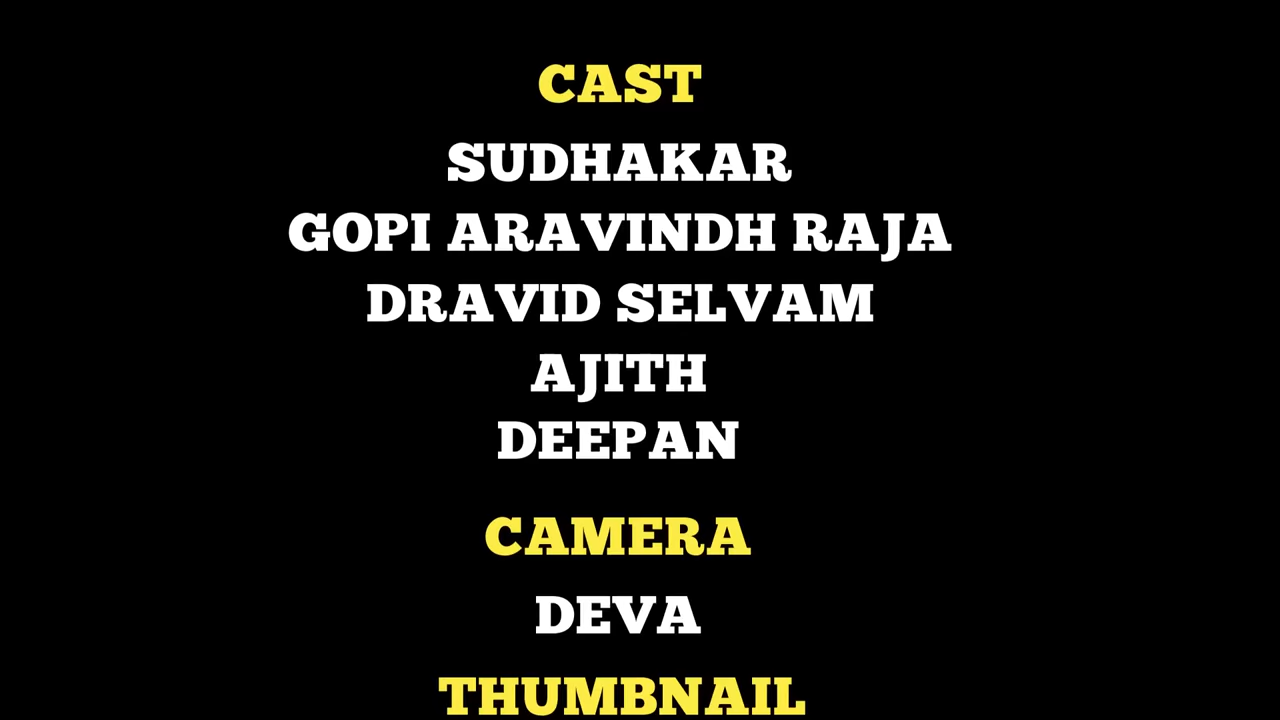 CAST
SUDHAKAR
GOPI ARAVINDH RAJA
DRAVID SELVAM
AJITH
DEEPAN
CAMERA
DEVA
THUMBNAIL